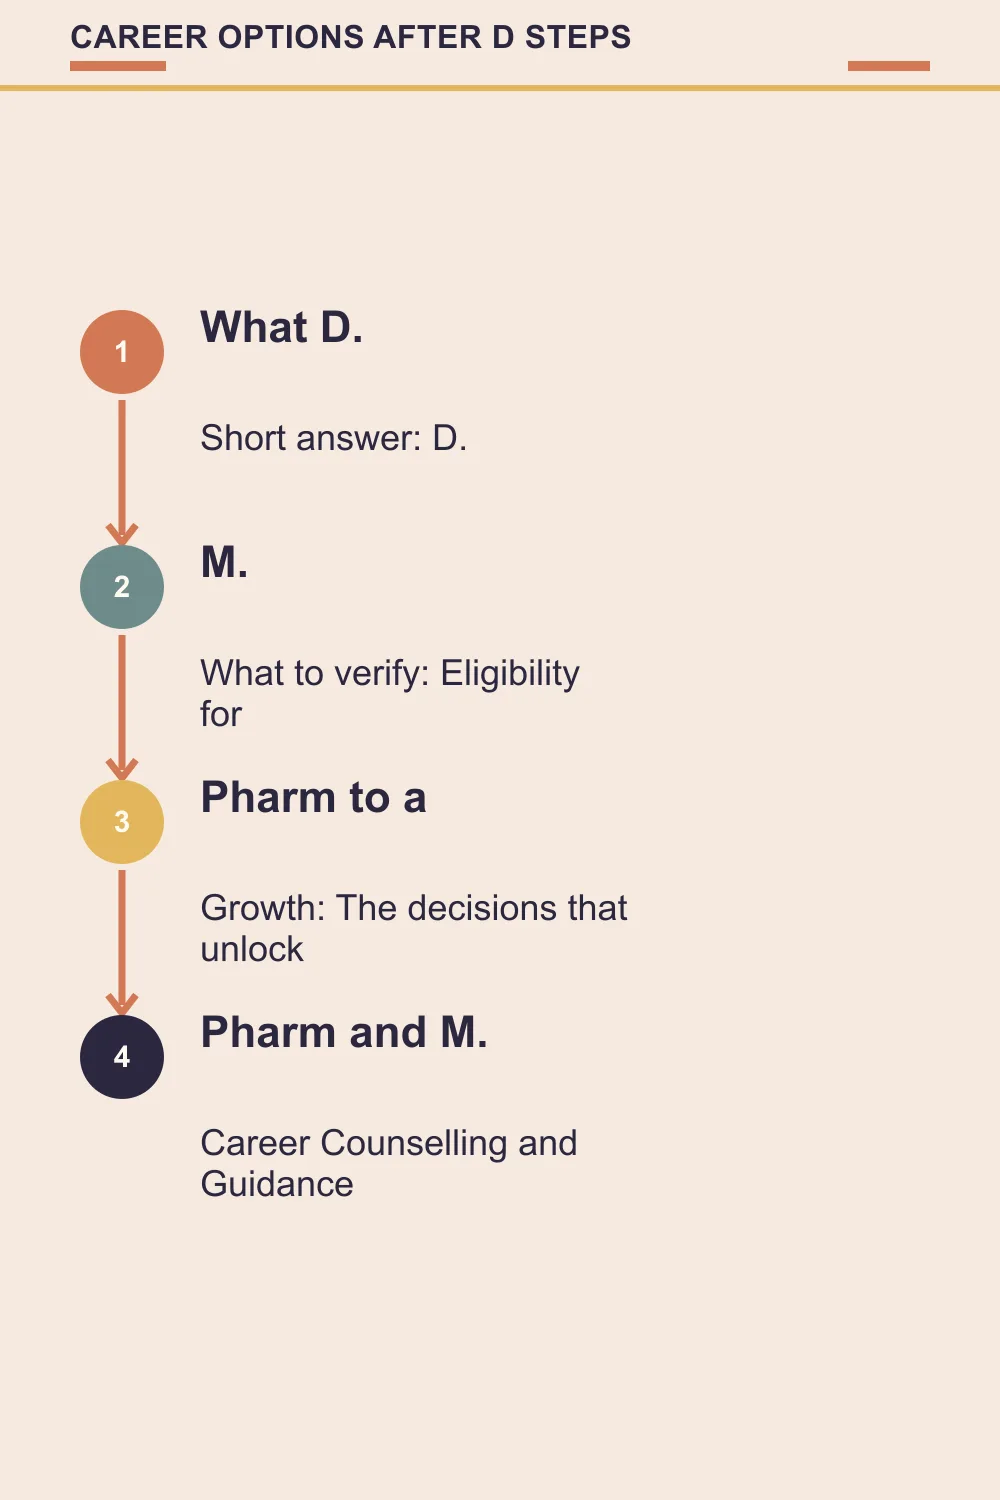 CAREER OPTIONS AFTER D STEPS
1
What D.
Short answer: D.
2
M.
What to verify: Eligibility
for
3
Pharm to a
Growth: The decisions that
unlock
4
Pharm and M.
Career Counselling and
Guidance